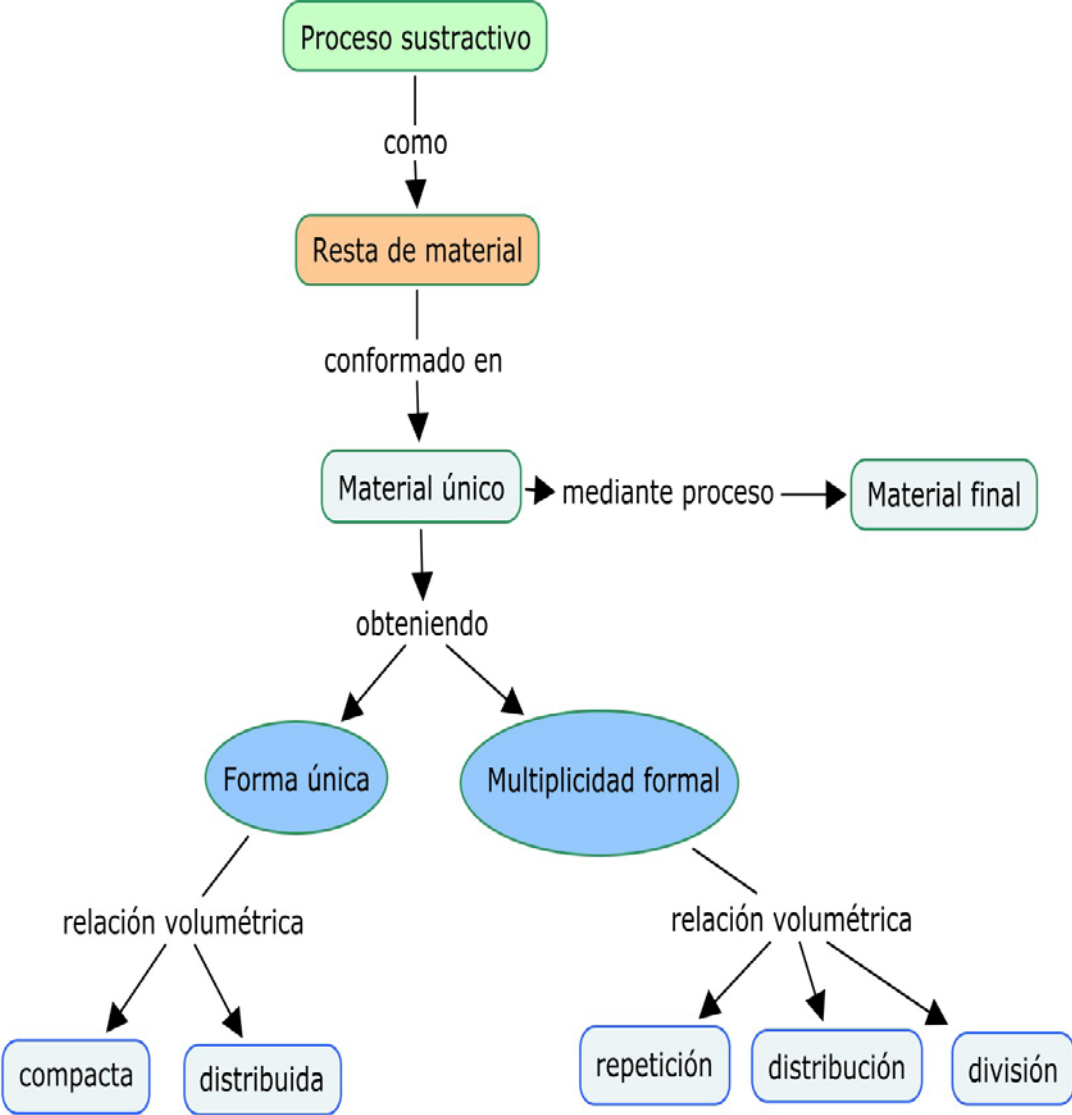 Proceso sustractivo
como
Resta de material
conformado en
Material único
mediante proceso
Material final
obteniendo
Forma única
Multiplicidad formal
relación volumétrica
relación volumétrica
compacta
distribuida
repetición
distribución
división